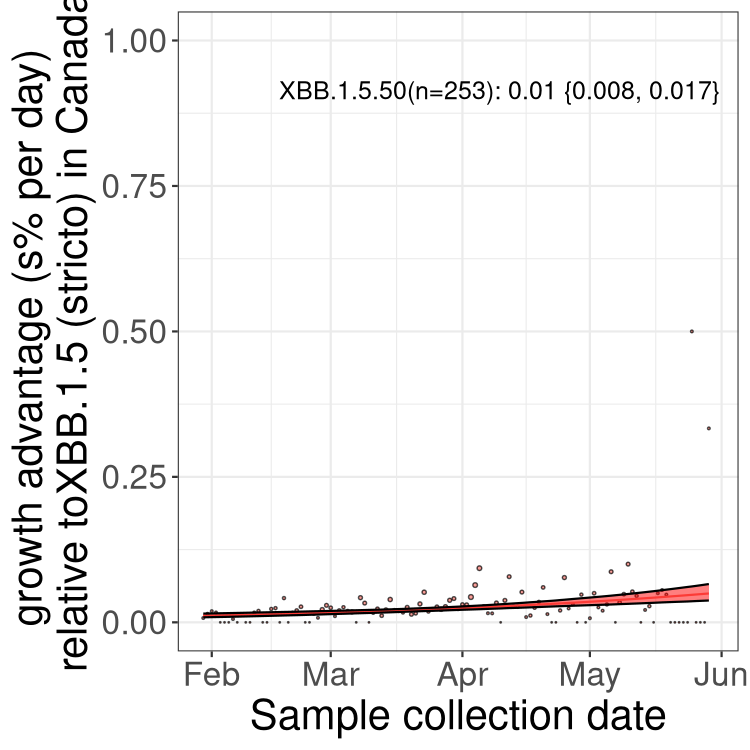 growth advantage (s% per day)
relative toXBB.1.5 (stricto) in Canada
1.00
0.75
0.50
0.25
0.00
XBB.1.5.50(n=253): 0.01 {0.008, 0.017}
Feb Mar Apr May Jun
Sample collection date